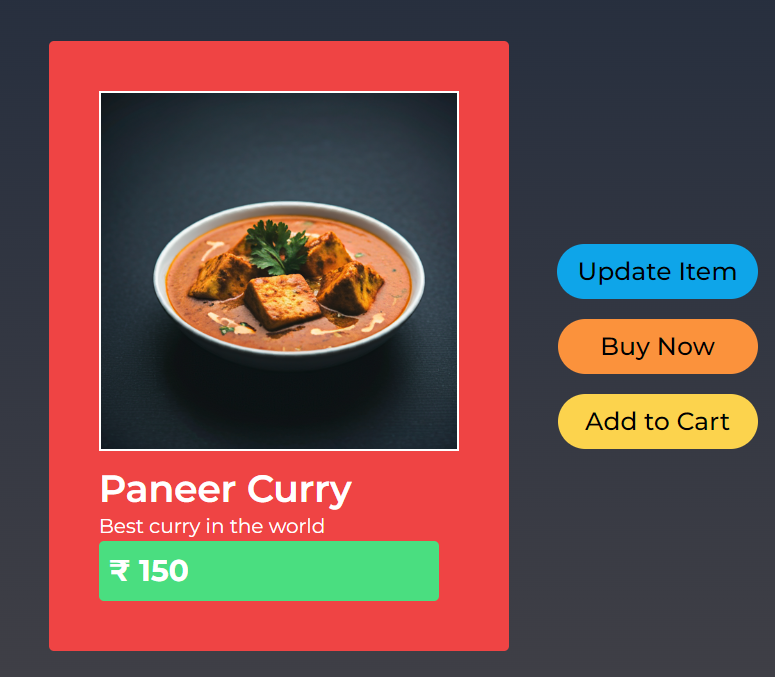 Paneer Curry
Best curry in the world
₹ 150
Update Item
Buy Now
Add to Cart